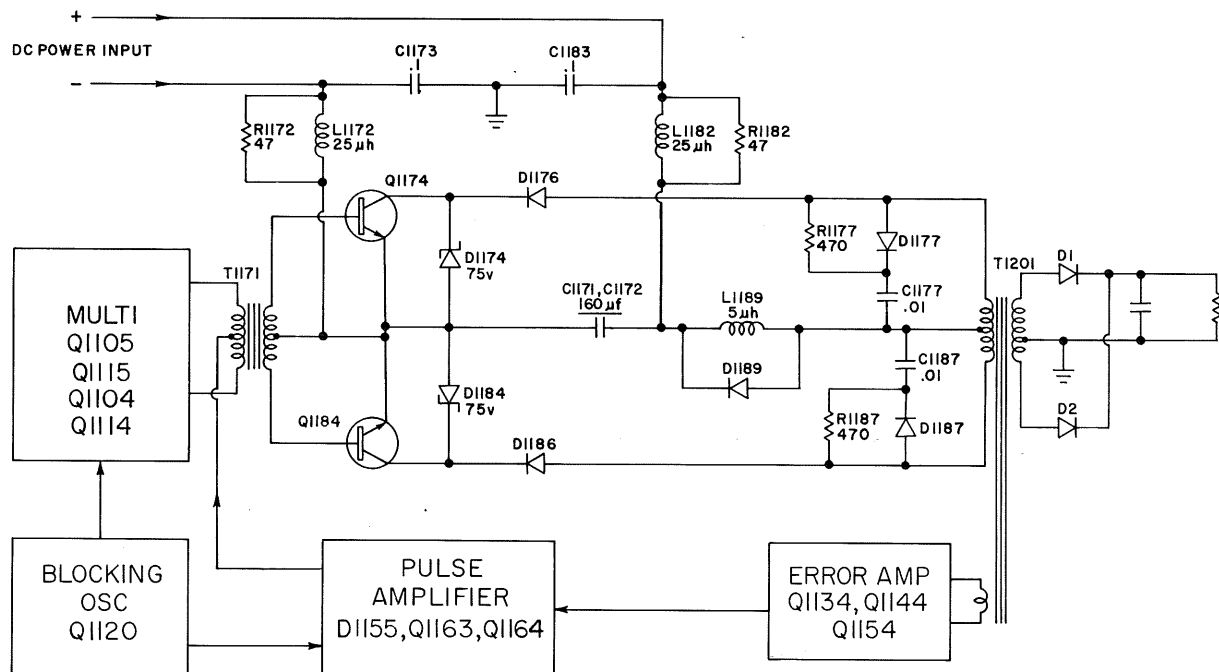 +
DC POWER INPUT
-
C1173
.1
C1183
.1
R1172
47
L1172
25μh
L1182
25μh
R1182
47
Q1174
D1176
D1174
75v
R1177
470
D1177
C1177
.01
T1171
T1201
D1
C1171,C1172
160μf
L1189
5μh
MULTI
Q1105
Q1115
Q1104
Q1114
D1184
75v
D1189
C1187
.01
Q1184
D1186
R1187
470
D1187
D2
BLOCKING
OSC
Q1120
PULSE
AMPLIFIER
D1155,Q1163,Q1164
ERROR AMP
Q1134,Q1144
Q1154